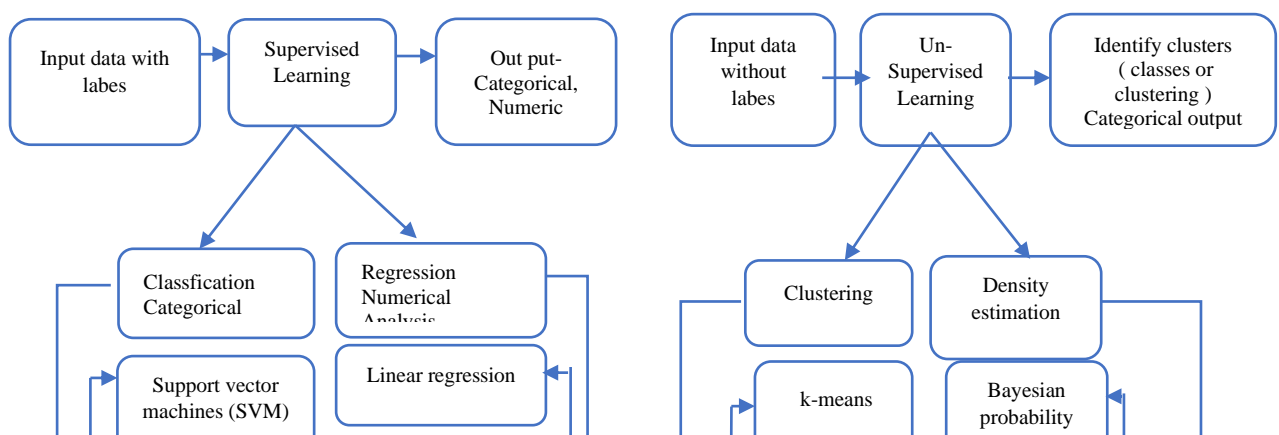 Input data with
labes
Supervised
Learning
Out put-
Categorical,
Numeric
Classfication
Categorical
Regression
Numerical
Analysis
Support vector
machines (SVM)
Linear regression
Input data
without
labes
Un-
Supervised
Learning
Identify clusters
( classes or
clustering )
Categorical output
Clustering
Density
estimation
k-means
Bayesian
probability